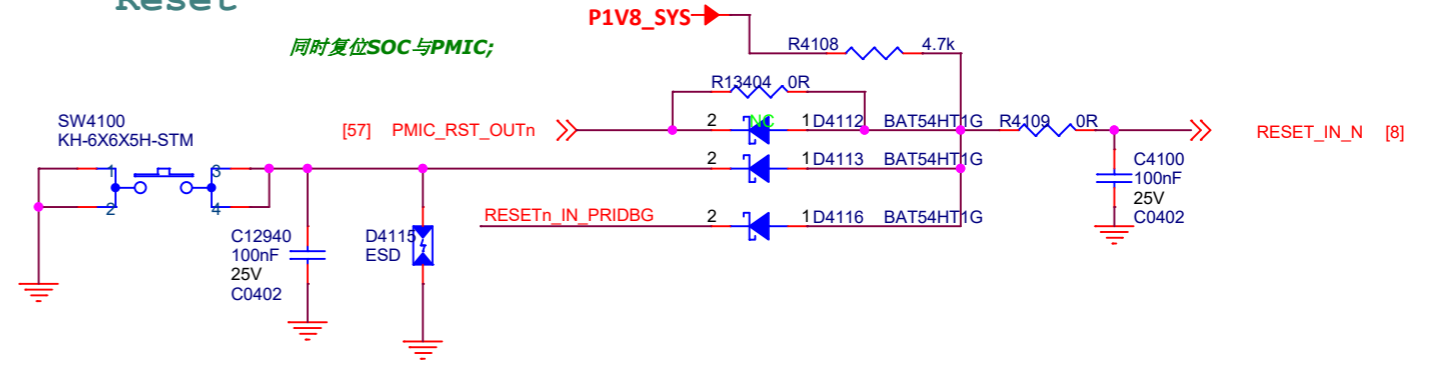 Reset
P1V8_SYS
同时复位SOC与PMIC;
R4108 4.7k
R13404 0R
SW4100
KH-6X6X5H-STM
[57] PMIC_RST_OUTn
2 NC 1 D4112 BAT54HT1G
R4109 0R
RESET_IN_N [8]
1 3
2 4
2 1 D4113 BAT54HT1G
C4100
100nF
25V
C0402
RESETn_IN_PRIDBG 2 1 D4116 BAT54HT1G
C12940
100nF
25V
C0402
D4115
ESD